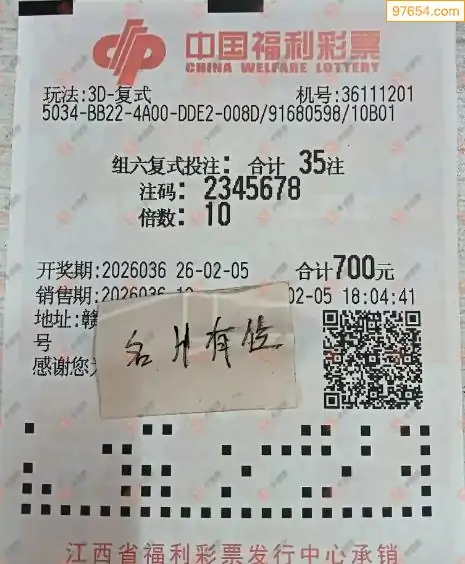 97654.com
中国福利彩票
CHINA WELFARE LOTTERY
玩法:3D-复式 机号:36111201
5034-BB22-4A00-DDE2-008D/91680598/10B01
组六复式投注: 合计 35注
注码: 2345678
倍数: 10
开奖期:2026036 26-02-05 合计700元
销售期:2026036 02-05 18:04:41
地址:赣
号
感谢您
名片有售
江西省福利彩票发行中心承销